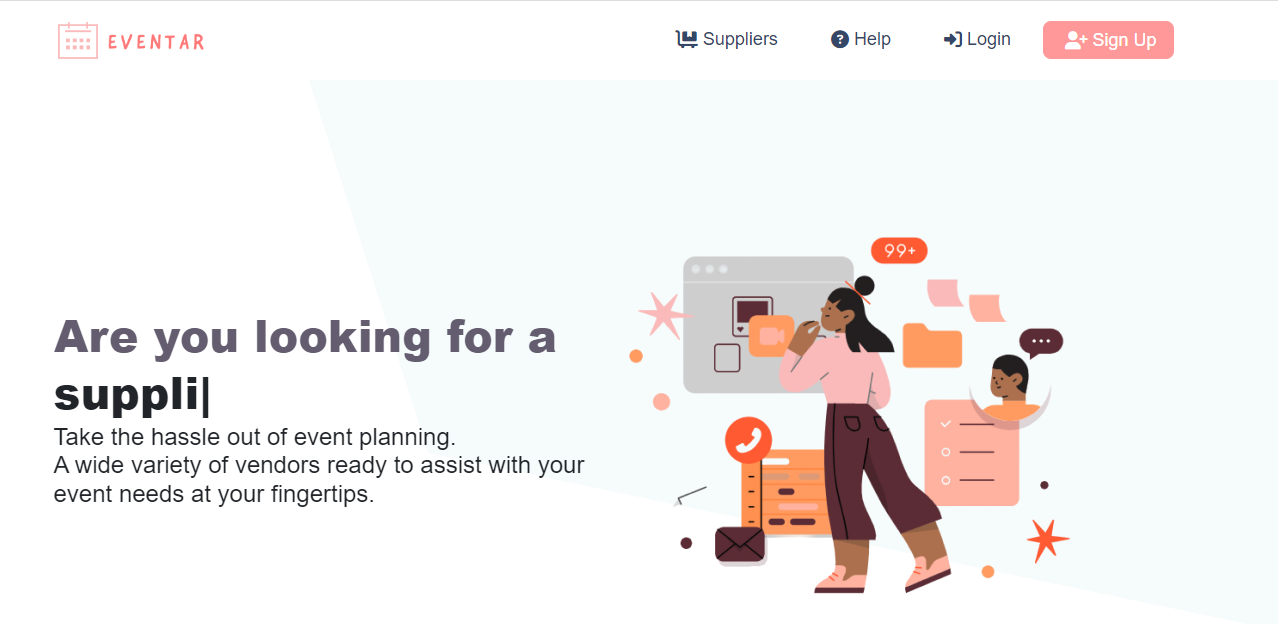 EVENTAR
Suppliers
Help
Login
Sign Up
99+
Are you looking for a
suppli|
Take the hassle out of event planning.
A wide variety of vendors ready to assist with your
event needs at your fingertips.